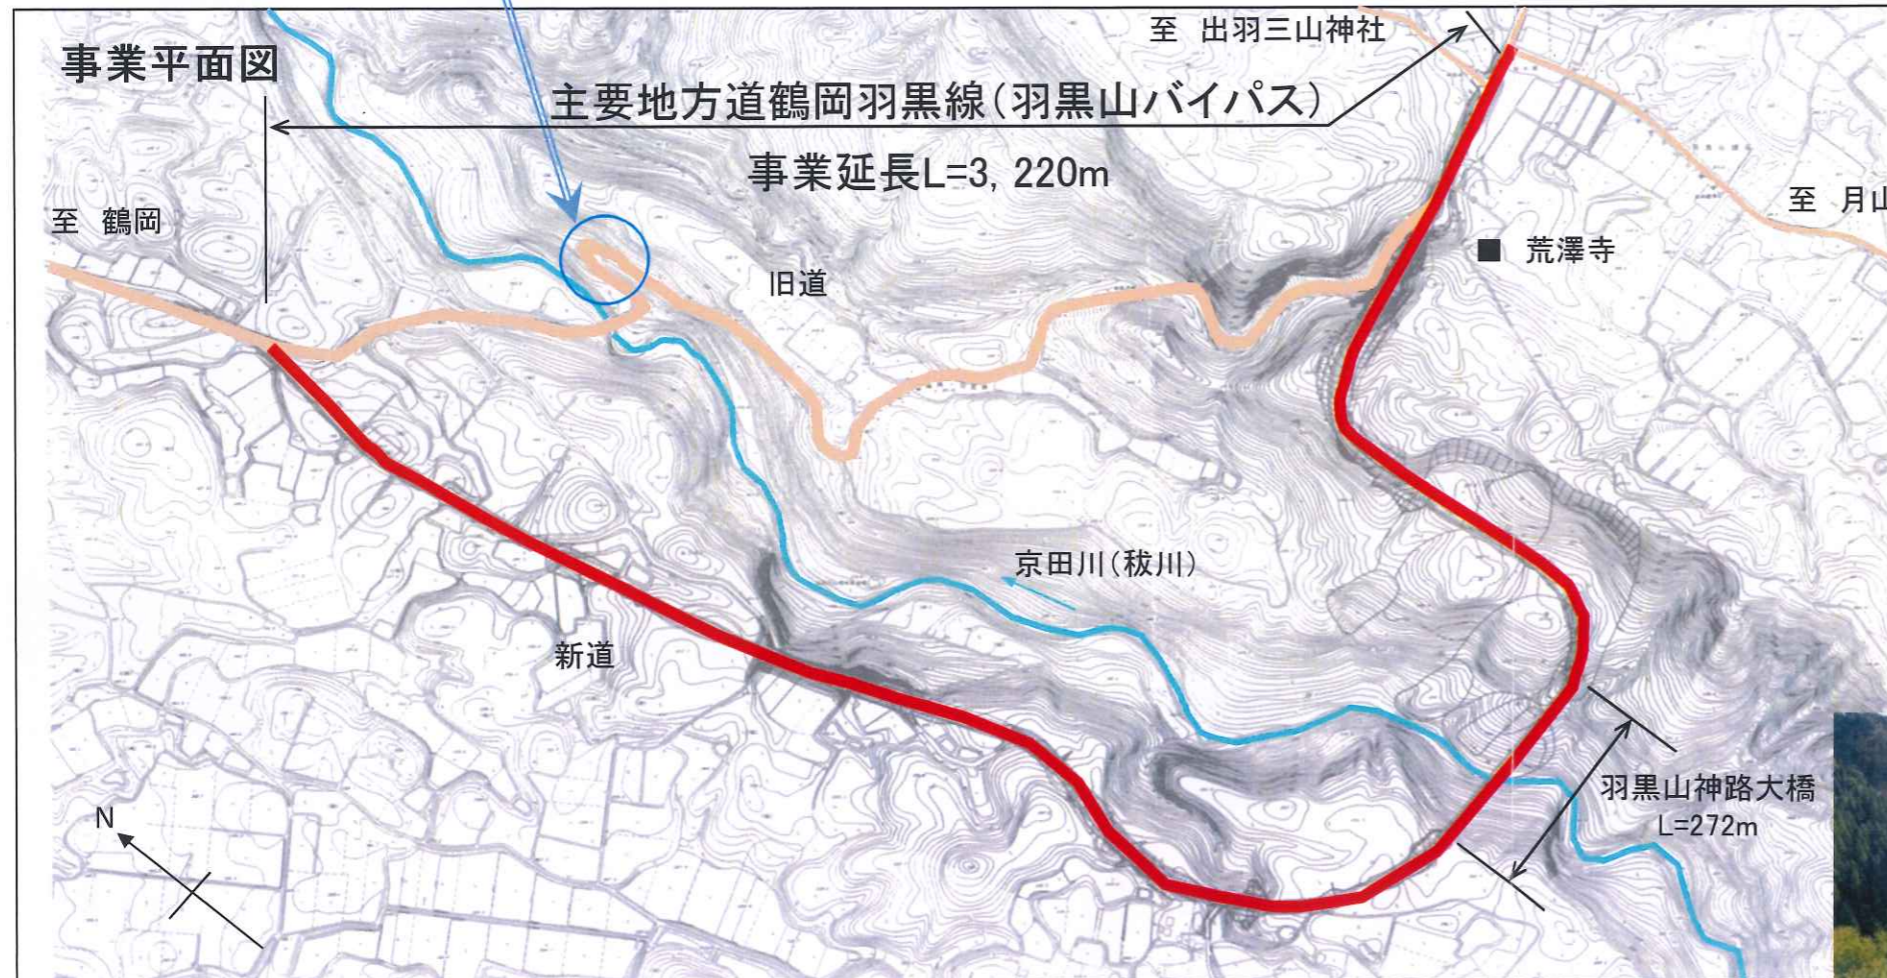 事業平面図
至 出羽三山神社
主要地方道鶴岡羽黒線(羽黒山バイパス)
事業延長L=3, 220m
至 鶴岡
至 月山
■ 荒澤寺
旧道
京田川(秡川)
新道
羽黒山神路大橋
L=272m
N